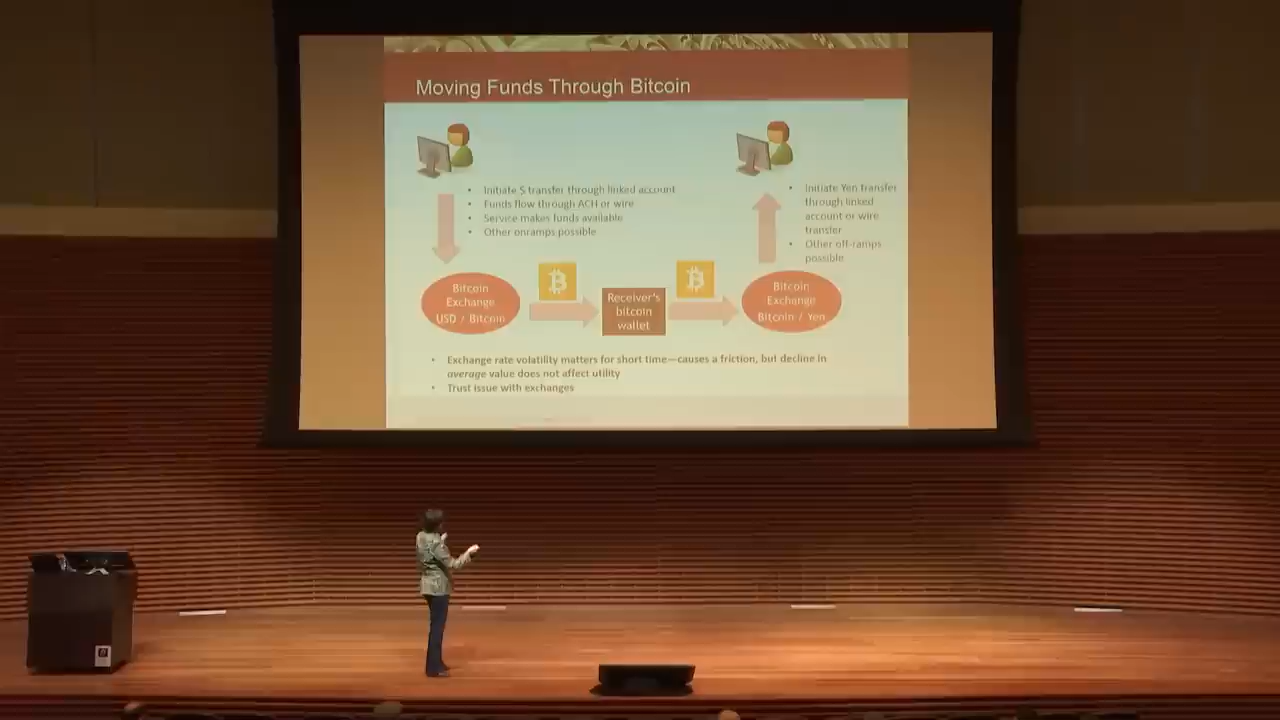 Moving Funds Through Bitcoin
• Initiate $ transfer through linked account
• Funds flow through ACH or wire
• Service makes funds available
• Other onramps possible
• Initiate Yen transfer
through linked
account or wire
transfer
• Other off-ramps
possible
Bitcoin
Exchange
USD / Bitcoin
Receiver's
bitcoin
wallet
Bitcoin
Exchange
Bitcoin / Yen
• Exchange rate volatility matters for short time—causes a friction, but decline in
average value does not affect utility
• Trust issue with exchanges